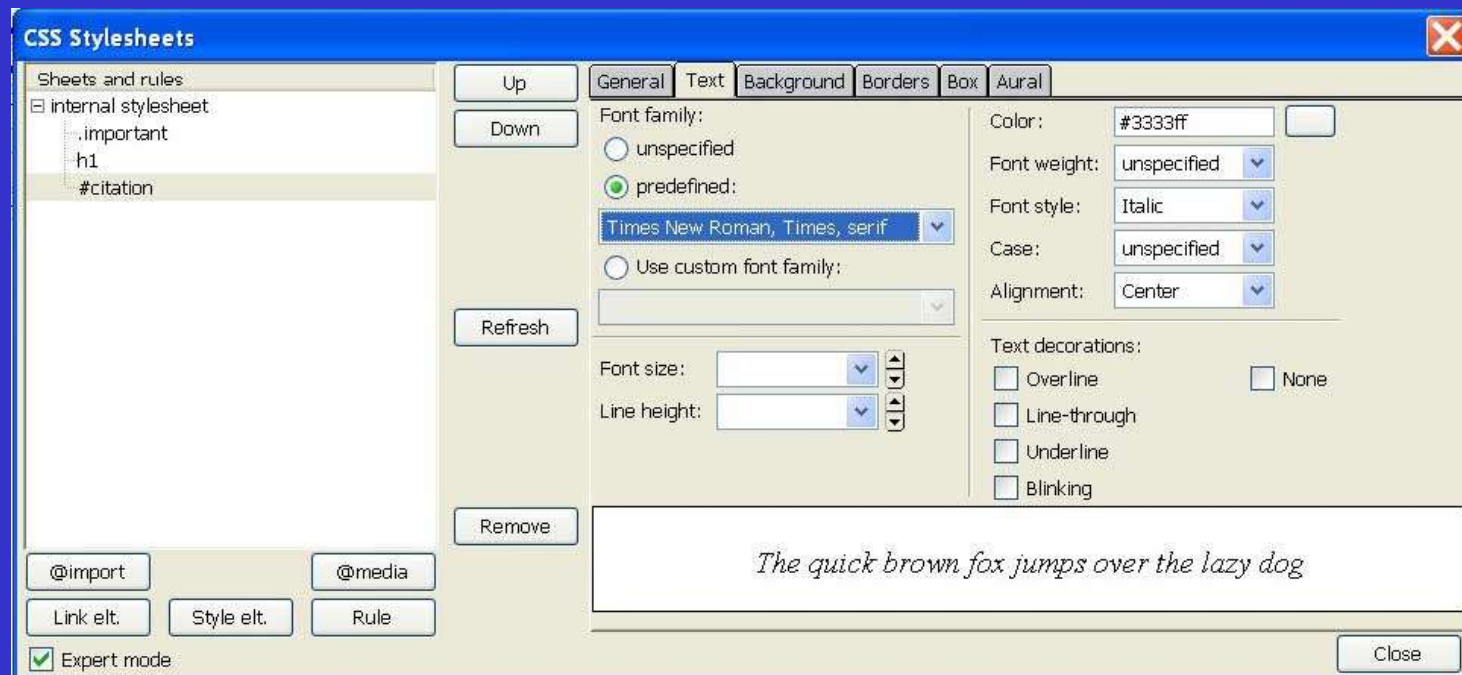 CSS Stylesheets
Sheets and rules
internal stylesheet
.important
h1
#citation
Up
Down
Refresh
Remove
@import
@media
Link elt.
Style elt.
Rule
Expert mode
General Text Background Borders Box Aural
Font family:
unspecified
predefined:
Times New Roman, Times, serif
Use custom font family:
Font size:
Line height:
Color: #3333ff
Font weight: unspecified
Font style: Italic
Case: unspecified
Alignment: Center
Text decorations:
Overline None
Line-through
Underline
Blinking
The quick brown fox jumps over the lazy dog
Close